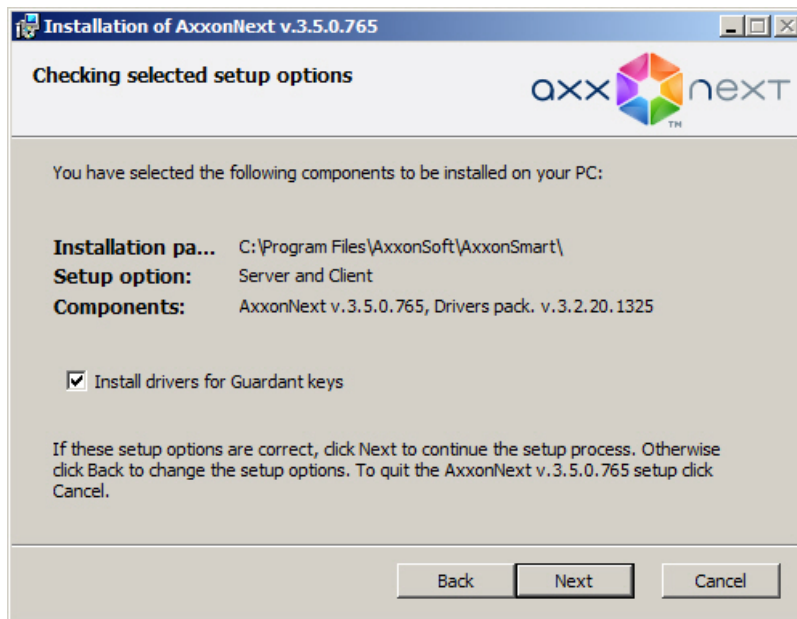 Installation of AxxonNext v.3.5.0.765
Checking selected setup options
axx next
TM
You have selected the following components to be installed on your PC:
Installation pa... C:\Program Files\AxxonSoft\AxxonSmart\
Setup option: Server and Client
Components: AxxonNext v.3.5.0.765, Drivers pack. v.3.2.20.1325
Install drivers for Guardant keys
If these setup options are correct, click Next to continue the setup process. Otherwise
click Back to change the setup options. To quit the AxxonNext v.3.5.0.765 setup click
Cancel.
Back Next Cancel